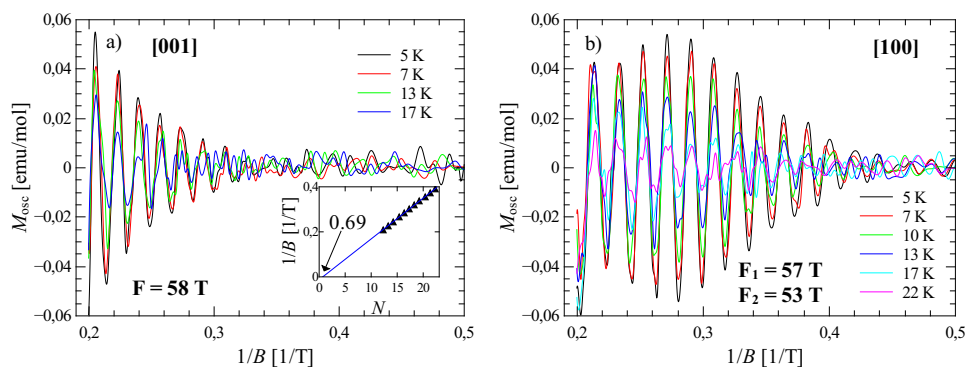 a)
[001]
5 K
7 K
13 K
17 K
0,06
0,04
0,02
0
−0,02
−0,04
−0,06
M_osc [emu/mol]
0,4
0,2
0
1/B [1/T]
0.69
0 5 10 15 20
N
F = 58 T
0,2 0,3 0,4 0,5
1/B [1/T]
b)
[100]
0,06
0,04
0,02
0
−0,02
−0,04
−0,06
M_osc [emu/mol]
5 K
7 K
10 K
13 K
17 K
22 K
F₁ = 57 T
F₂ = 53 T
0,2 0,3 0,4 0,5
1/B [1/T]